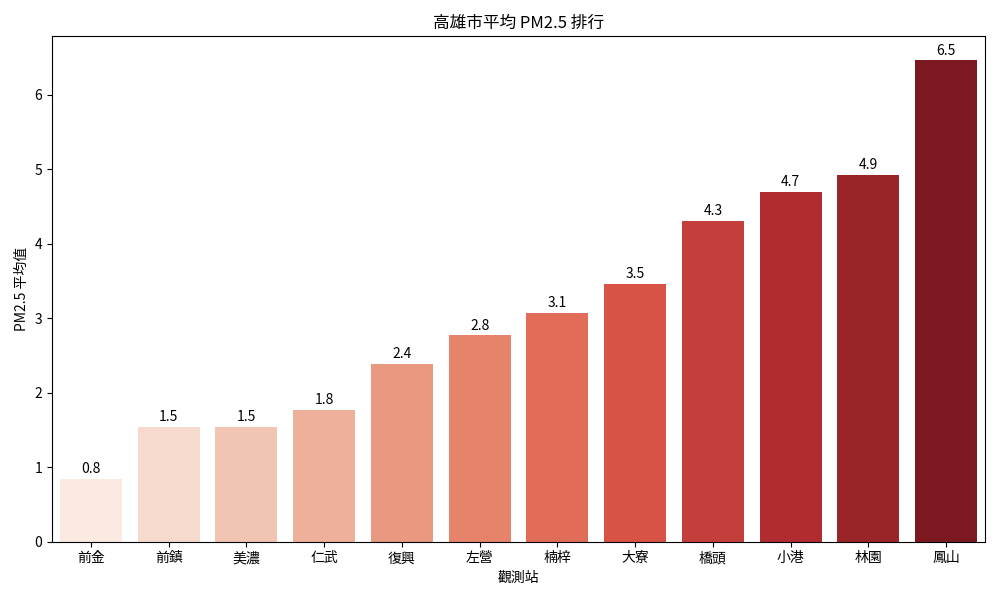 高雄市平均 PM2.5 排行
PM2.5 平均值
6
5
4
3
2
1
0
0.8
1.5
1.5
1.8
2.4
2.8
3.1
3.5
4.3
4.7
4.9
6.5
前金
前鎮
美濃
仁武
復興
左營
楠梓
大寮
橋頭
小港
林園
鳳山
觀測站